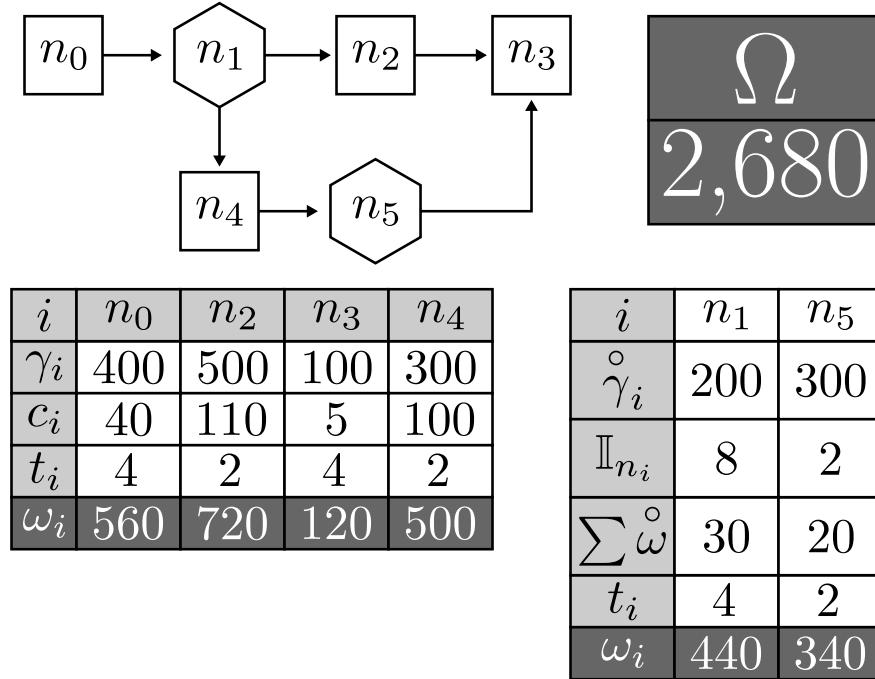 n₀ n₁ n₂ n₃
n₄ n₅
Ω
2,680
i n₀ n₂ n₃ n₄
γᵢ 400 500 100 300
cᵢ 40 110 5 100
tᵢ 4 2 4 2
ωᵢ 560 720 120 500
i n₁ n₅
γ̊ᵢ 200 300
𝕀ₙᵢ 8 2
∑ ω̊ 30 20
tᵢ 4 2
ωᵢ 440 340